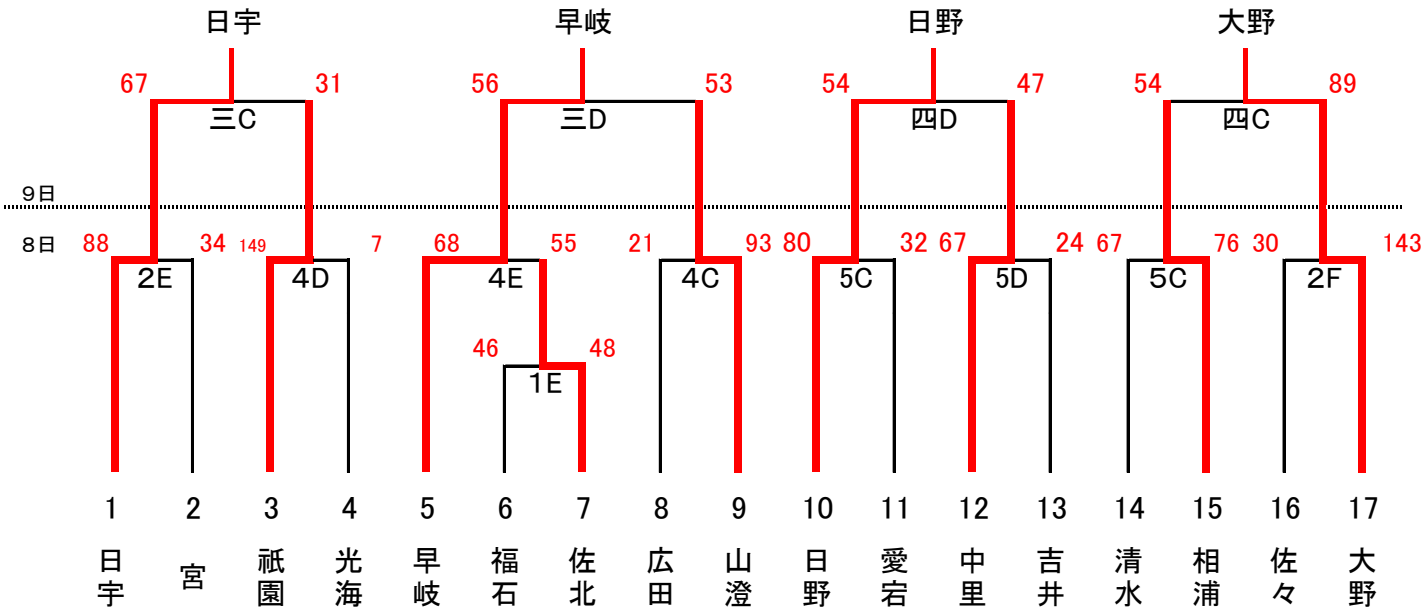 日宇 早岐 日野 大野
67 31 56 53 54 47 54 89
三C 三D 四D 四C
9日
8日 88 34 149 7 68 55 21 93 80 32 67 24 67 76 30 143
2E 4D 4E 4C 5C 5D 5C 2F
46 48
1E
1 2 3 4 5 6 7 8 9 10 11 12 13 14 15 16 17
日宇 宮 祇園 光海 早岐 福石 佐北 広田 山澄 日野 愛宕 中里 吉井 清水 相浦 佐々 大野